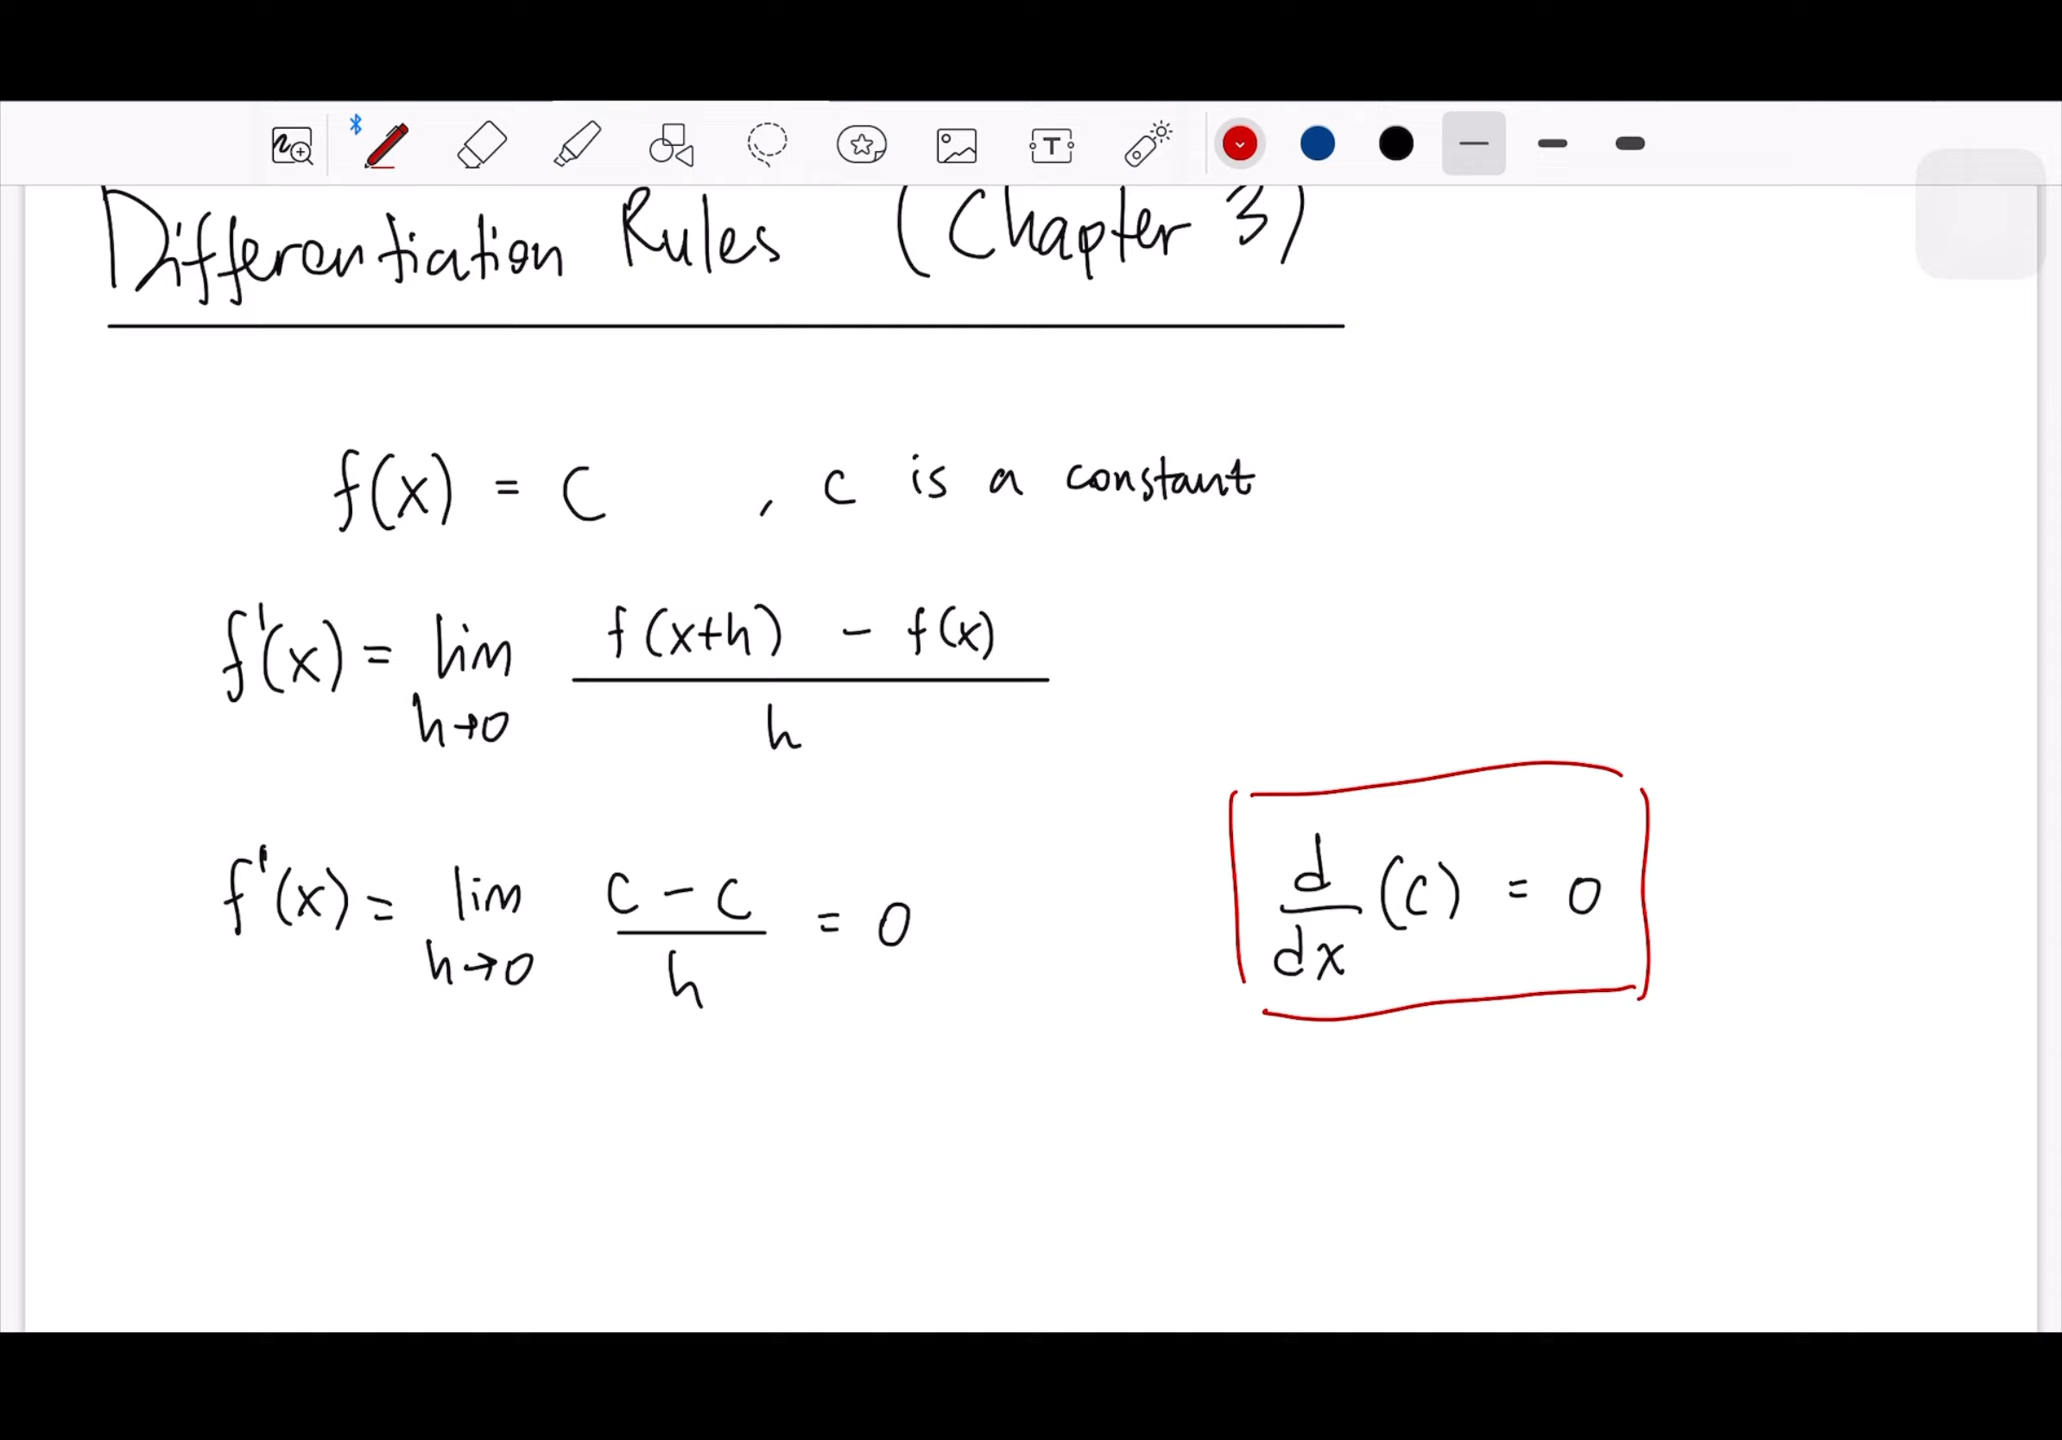 Differentiation Rules (Chapter 3)
f(x) = C , c is a constant
f'(x) = lim h→0 f(x+h) - f(x) / h
f'(x) = lim h→0 c - c / h = 0
d/dx (c) = 0
T